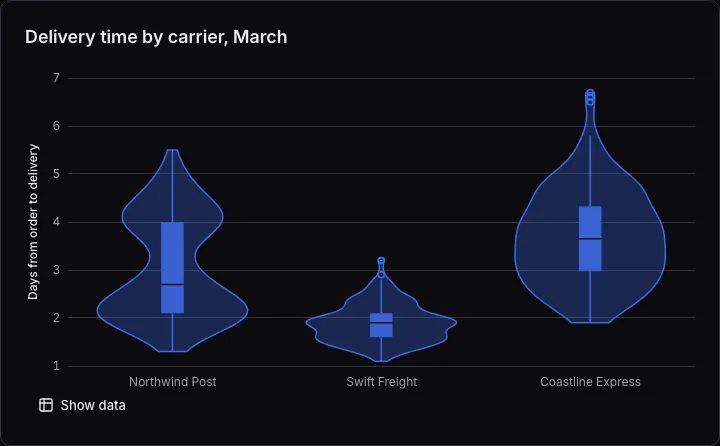 Delivery time by carrier, March
Days from order to delivery
7
6
5
4
3
2
1
Northwind Post
Swift Freight
Coastline Express
Show data